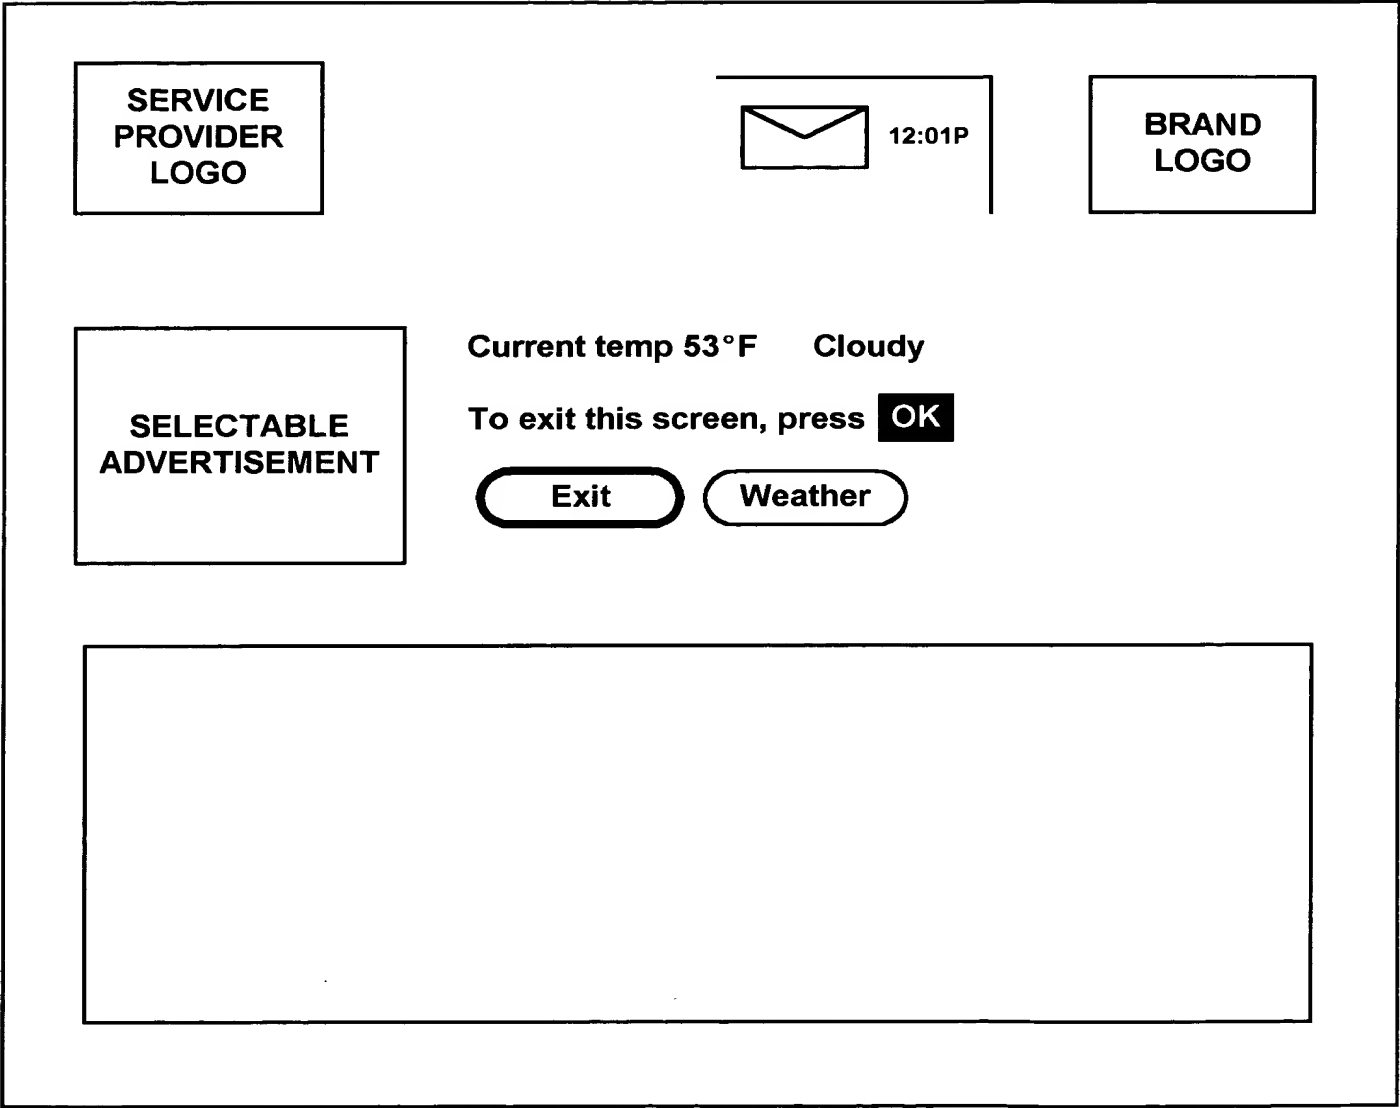 SERVICE
PROVIDER
LOGO
12:01P
BRAND
LOGO
SELECTABLE
ADVERTISEMENT
Current temp 53°F Cloudy
To exit this screen, press OK
Exit Weather